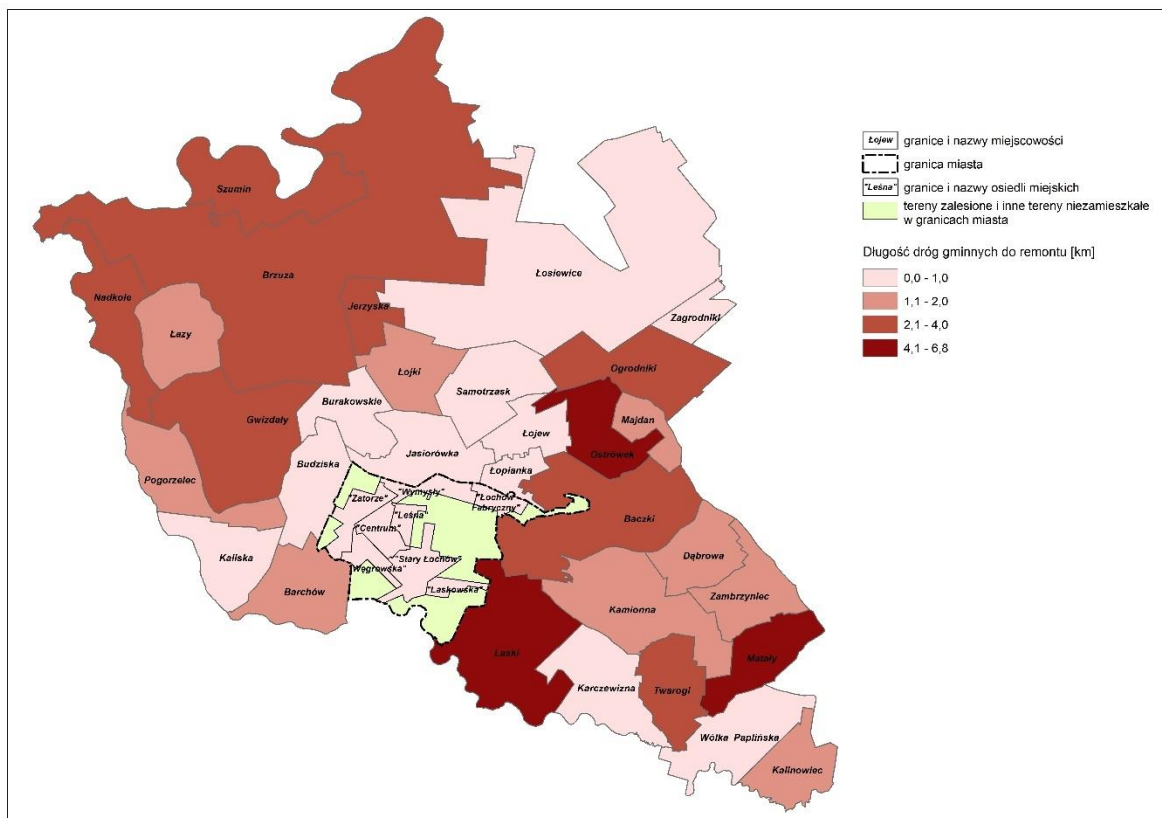 Szumin
Brzuza
Nadkole
Łazy
Jerzyska
Gwizdały
Łosiewice
Zagrodniki
Ogrodniki
Łojki
Samotrzask
Burakowskie
Majdan
Łojew
Ostrówek
Jasiorówka
Budziska
Łopianka
Pogorzelec
"Wymysły"
"Zatorze"
"Łochów
Fabryczny"
"Leśna"
Baczki
"Centrum"
Kaliska
"Stary Łochów"
Dąbrowa
"Węgrowska"
Barchów
"Laskowska"
Zambrzyniec
Kamionna
Laski
Matały
Karczewizna
Twarogi
Wólka Paplińska
Kalinowiec
Łojew granice i nazwy miejscowości
granica miasta
"Leśna" granice i nazwy osiedli miejskich
tereny zalesione i inne tereny niezamieszkałe
w granicach miasta
Długość dróg gminnych do remontu [km]
0,0 - 1,0
1,1 - 2,0
2,1 - 4,0
4,1 - 6,8